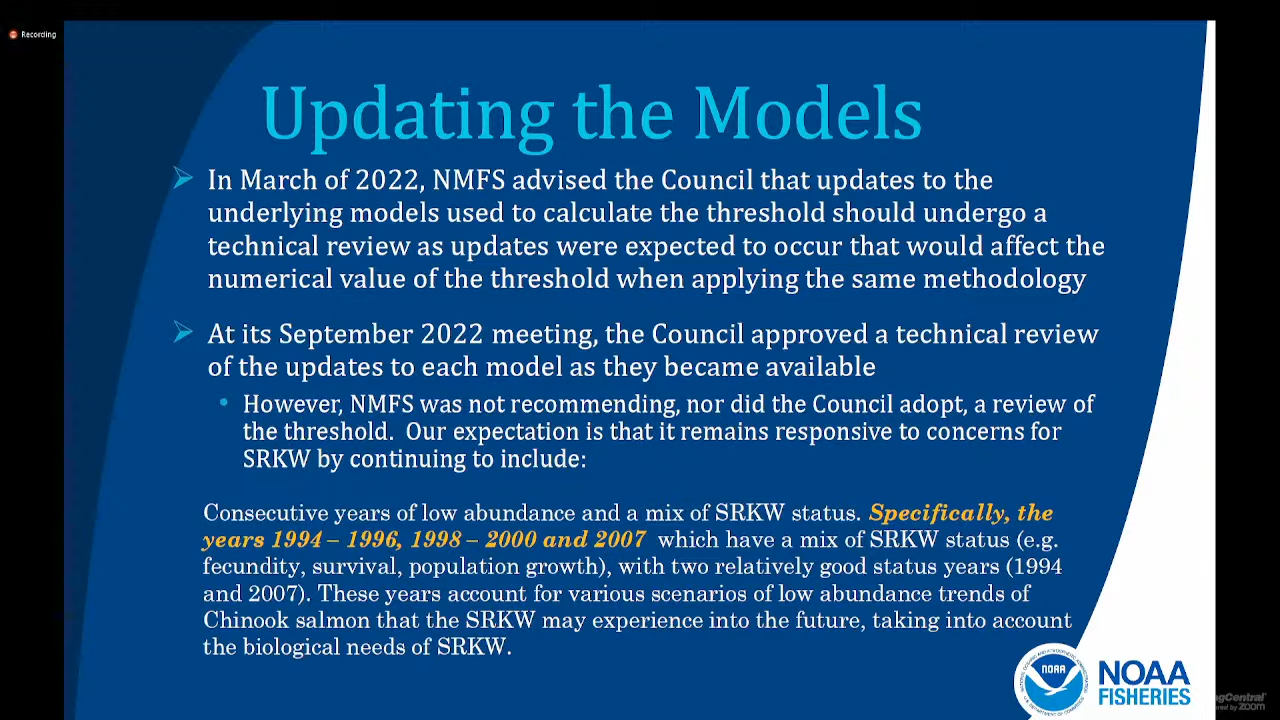 Recording
Updating the Models
In March of 2022, NMFS advised the Council that updates to the
underlying models used to calculate the threshold should undergo a
technical review as updates were expected to occur that would affect the
numerical value of the threshold when applying the same methodology
At its September 2022 meeting, the Council approved a technical review
of the updates to each model as they became available
However, NMFS was not recommending, nor did the Council adopt, a review of
the threshold. Our expectation is that it remains responsive to concerns for
SRKW by continuing to include:
Consecutive years of low abundance and a mix of SRKW status. Specifically, the
years 1994 – 1996, 1998 – 2000 and 2007 which have a mix of SRKW status (e.g.
fecundity, survival, population growth), with two relatively good status years (1994
and 2007). These years account for various scenarios of low abundance trends of
Chinook salmon that the SRKW may experience into the future, taking into account
the biological needs of SRKW.
NOAA
NOAA
FISHERIES
zoom